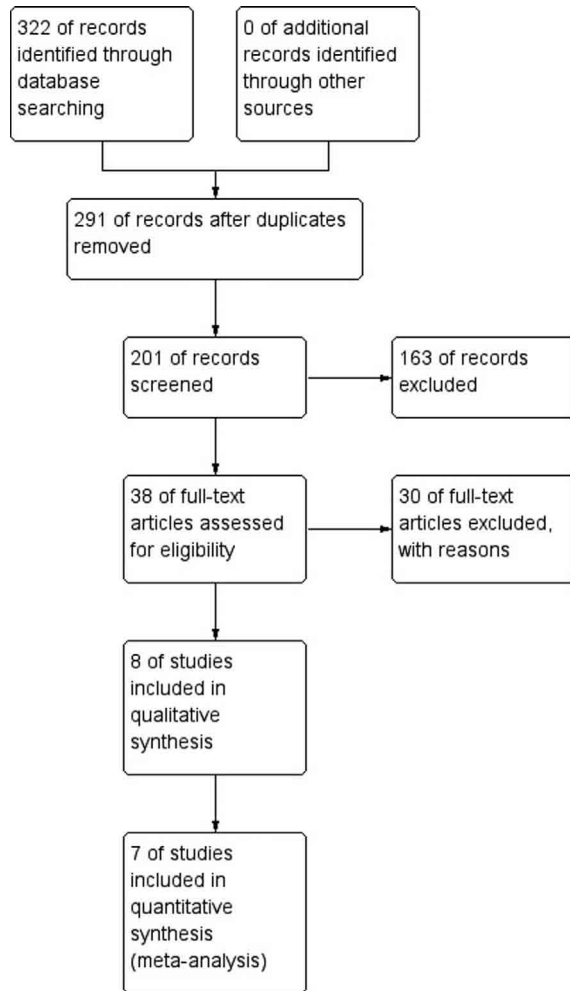 322 of records
identified through
database
searching
0 of additional
records identified
through other
sources
291 of records after duplicates
removed
201 of records
screened
163 of records
excluded
38 of full-text
articles assessed
for eligibility
30 of full-text
articles excluded,
with reasons
8 of studies
included in
qualitative
synthesis
7 of studies
included in
quantitative
synthesis
(meta-analysis)